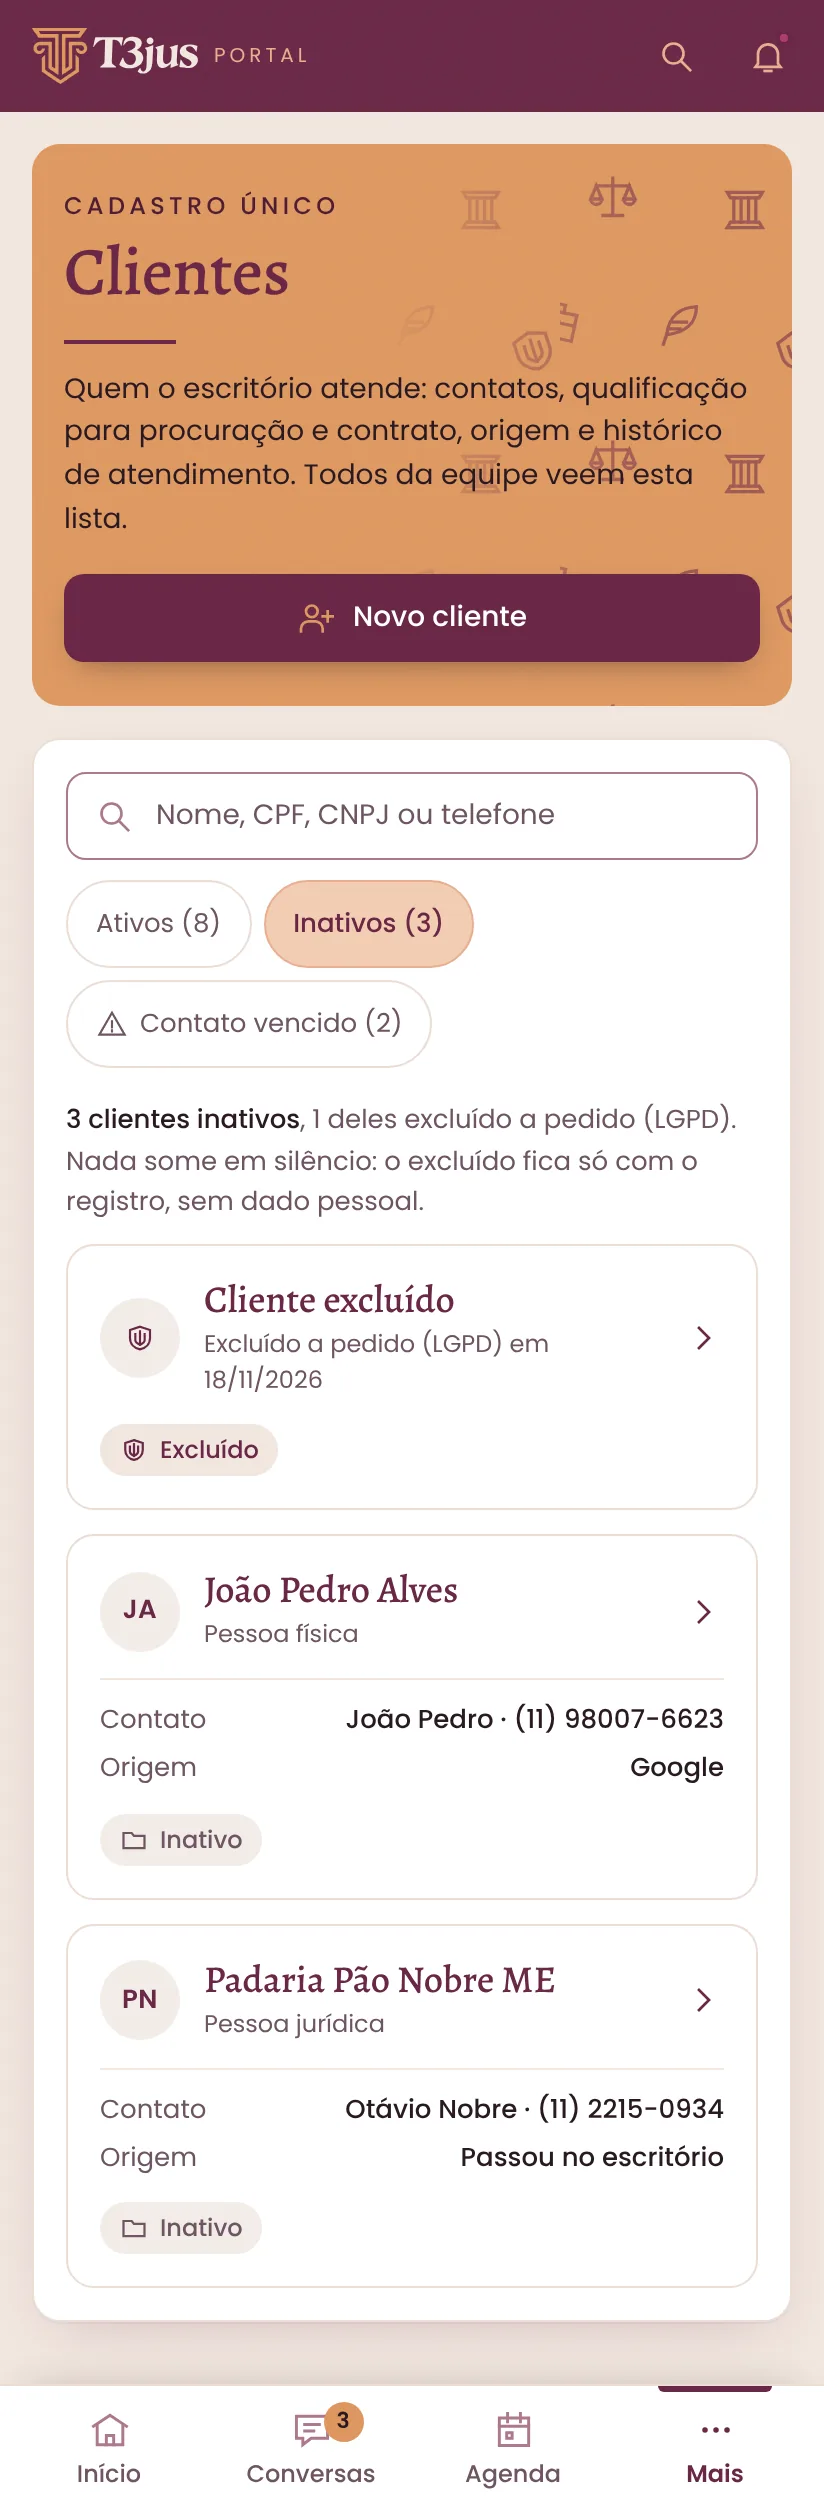 T3jus PORTAL
CADASTRO ÚNICO
Clientes
Quem o escritório atende: contatos, qualificação
para procuração e contrato, origem e histórico
de atendimento. Todos da equipe veem esta
lista.
Novo cliente
Nome, CPF, CNPJ ou telefone
Ativos (8)
Inativos (3)
Contato vencido (2)
3 clientes inativos, 1 deles excluído a pedido (LGPD).
Nada some em silêncio: o excluído fica só com o
registro, sem dado pessoal.
Cliente excluído
Excluído a pedido (LGPD) em
18/11/2026
Excluído
JA
João Pedro Alves
Pessoa física
Contato
João Pedro · (11) 98007-6623
Origem
Google
Inativo
PN
Padaria Pão Nobre ME
Pessoa jurídica
Contato
Otávio Nobre · (11) 2215-0934
Origem
Passou no escritório
Inativo
3
Início
Conversas
Agenda
Mais